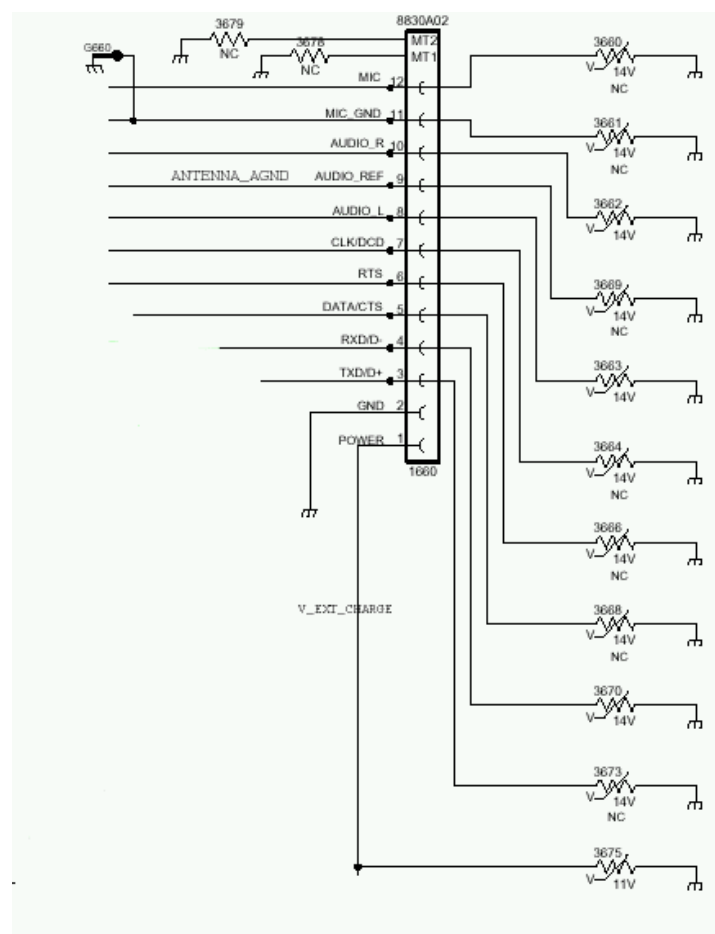 3679
8830A02
NC
3678
NC
MT2
MT1
G660
3660
V
14V
NC
MIC
12
MIC_GND
11
3661
V
14V
NC
AUDIO_R
10
ANTENNA_AGND
AUDIO_REF
9
3662
V
14V
AUDIO_L
8
CLK/DCD
7
3669
V
14V
NC
RTS
6
DATA/CTS
5
RXD/D-
4
3663
V
14V
TXD/D+
3
GND
2
POWER
1
1660
3664
V
14V
NC
3666
V
14V
NC
V_EXT_CHARGE
3668
V
14V
NC
3670
V
14V
3673
V
14V
NC
3675
V
11V